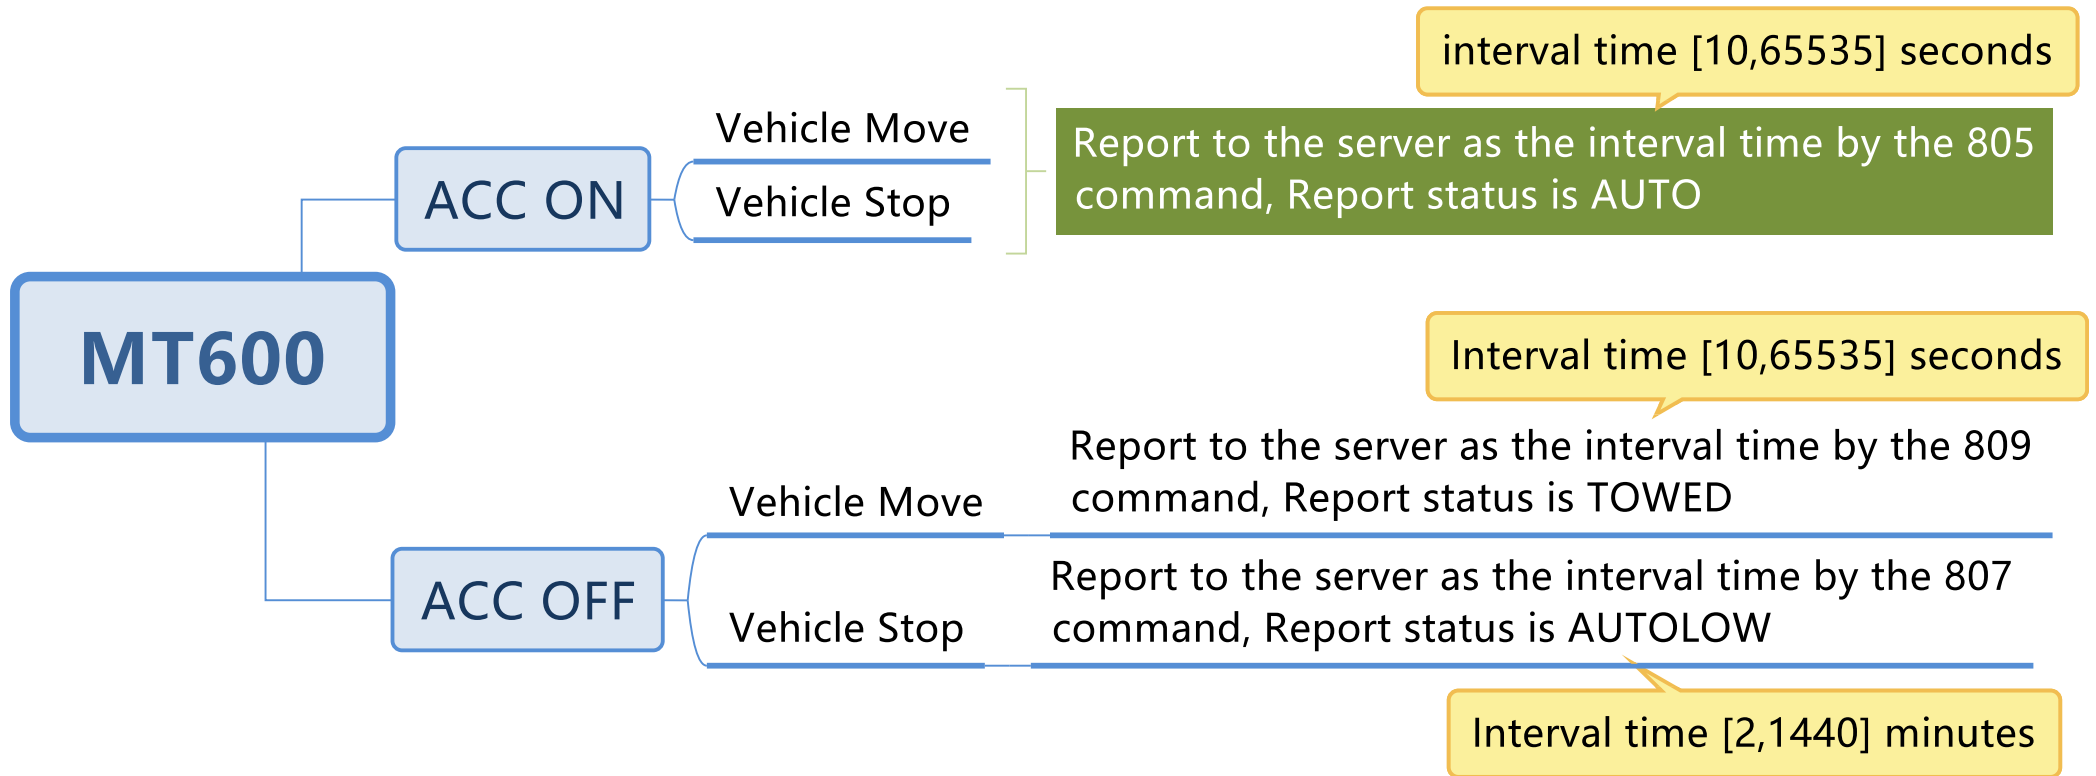 interval time [10,65535] seconds
Vehicle Move
Report to the server as the interval time by the 805
command, Report status is AUTO
ACC ON
Vehicle Stop
MT600
Interval time [10,65535] seconds
Report to the server as the interval time by the 809
command, Report status is TOWED
Vehicle Move
ACC OFF
Report to the server as the interval time by the 807
command, Report status is AUTOLOW
Vehicle Stop
Interval time [2,1440] minutes